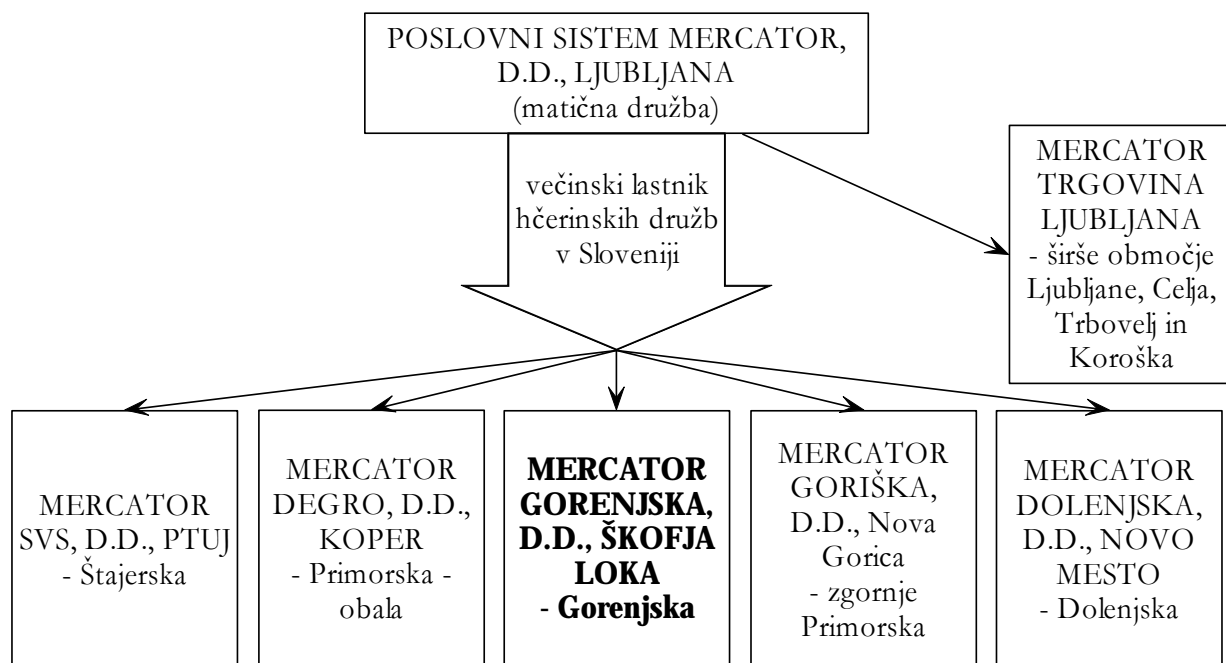 POSLOVNI SISTEM MERCATOR,
D.D., LJUBLJANA
(matična družba)
večinski lastnik
hčerinskih družb
v Sloveniji
MERCATOR
TRGOVINA
LJUBLJANA
- širše območje
Ljubljane, Celja,
Trbovelj in
Koroška
MERCATOR
SVS, D.D., PTUJ
- Štajerska
MERCATOR
DEGRO, D.D.,
KOPER
- Primorska -
obala
MERCATOR
GORENJSKA,
D.D., ŠKOFJA
LOKA
- Gorenjska
MERCATOR
GORIŠKA,
D.D., Nova
Gorica
- zgornje
Primorska
MERCATOR
DOLENJSKA,
D.D., NOVO
MESTO
- Dolenjska